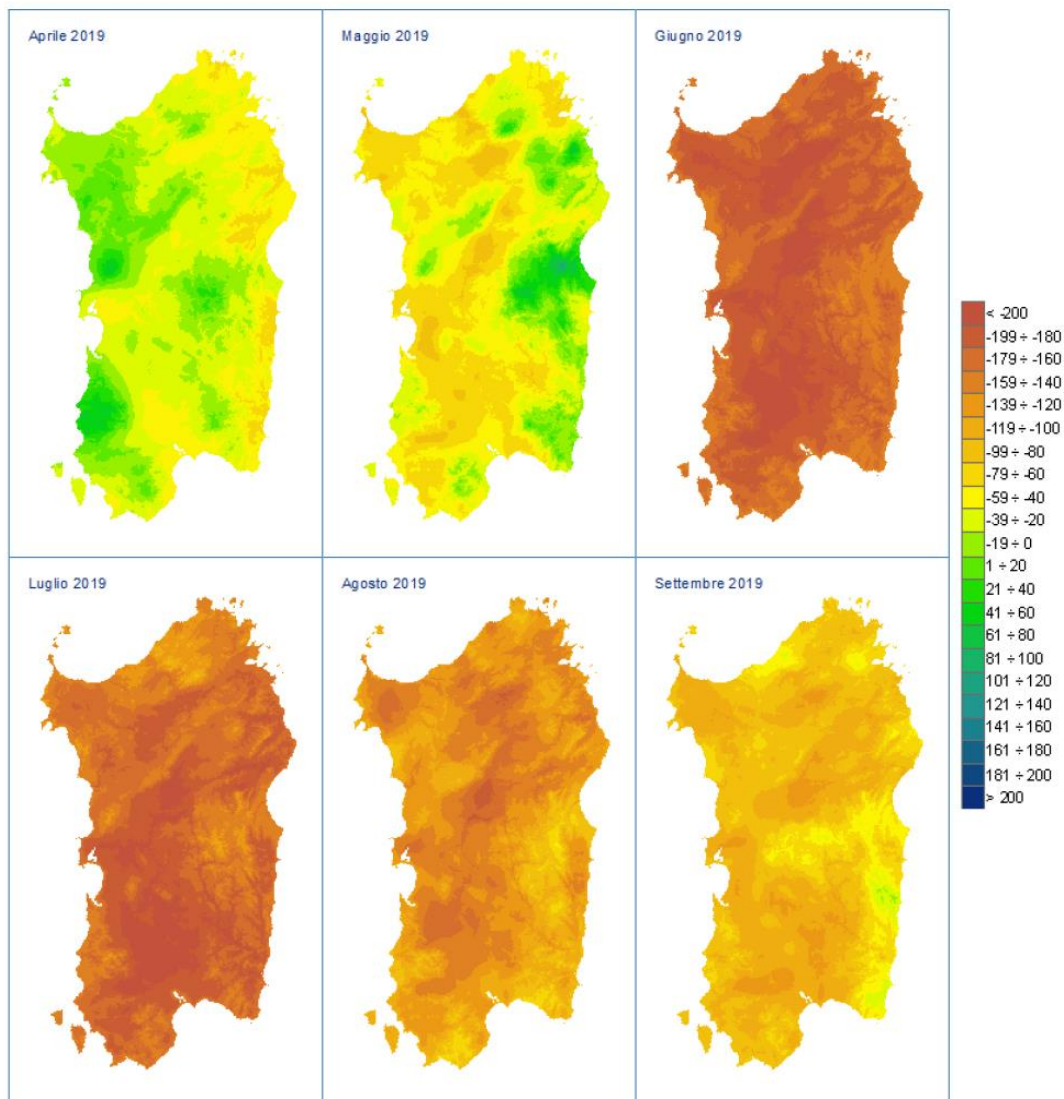 Aprile 2019
Maggio 2019
Giugno 2019
< -200
-199 ÷ -180
-179 ÷ -160
-159 ÷ -140
-139 ÷ -120
-119 ÷ -100
-99 ÷ -80
-79 ÷ -60
-59 ÷ -40
-39 ÷ -20
-19 ÷ 0
1 ÷ 20
21 ÷ 40
41 ÷ 60
61 ÷ 80
81 ÷ 100
101 ÷ 120
121 ÷ 140
141 ÷ 160
161 ÷ 180
181 ÷ 200
> 200
Luglio 2019
Agosto 2019
Settembre 2019